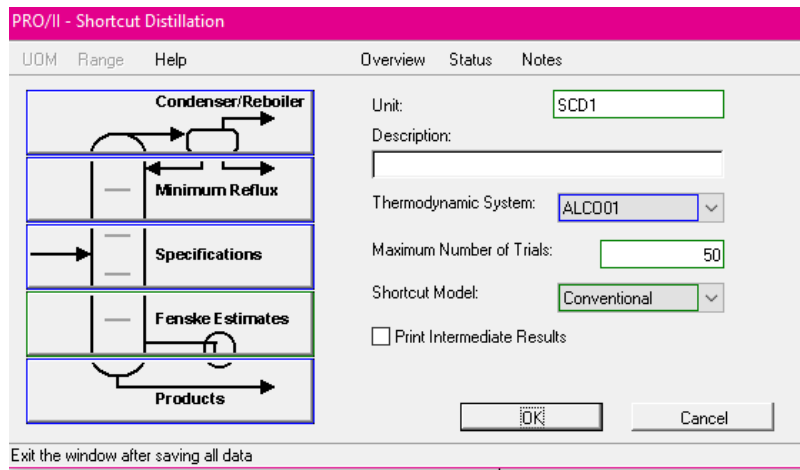 PRO/II - Shortcut Distillation
UOM Range Help Overview Status Notes
Condenser/Reboiler
Minimum Reflux
Specifications
Fenske Estimates
Products
Unit: SCD1
Description:
Thermodynamic System: ALCO01
Maximum Number of Trials: 50
Shortcut Model: Conventional
Print Intermediate Results
OK Cancel
Exit the window after saving all data